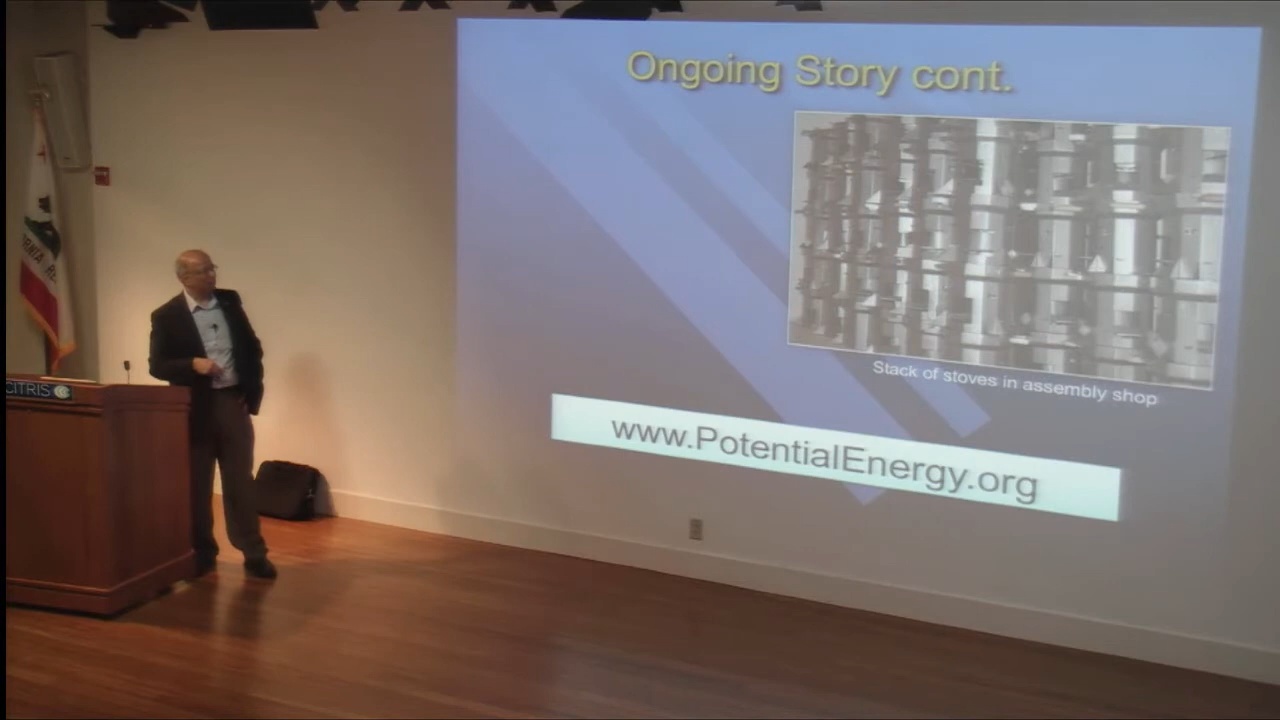 Ongoing Story cont.
Stack of stoves in assembly shop
www.PotentialEnergy.org
CITRIS